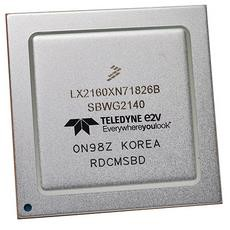 LX2160XN71826B
SBWG2140
TELEDYNE e2v
Everywhereyoulook™
0N98Z KOREA
RDCMSBD